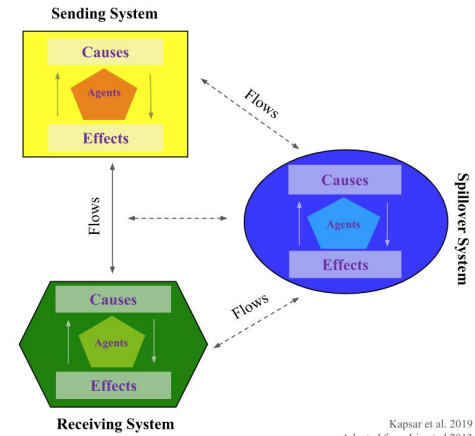 Sending System
Causes
Agents
Effects
Flows
Flows
Causes
Agents
Effects
Spillover System
Flows
Causes
Agents
Effects
Receiving System
Kapsar et al. 2019